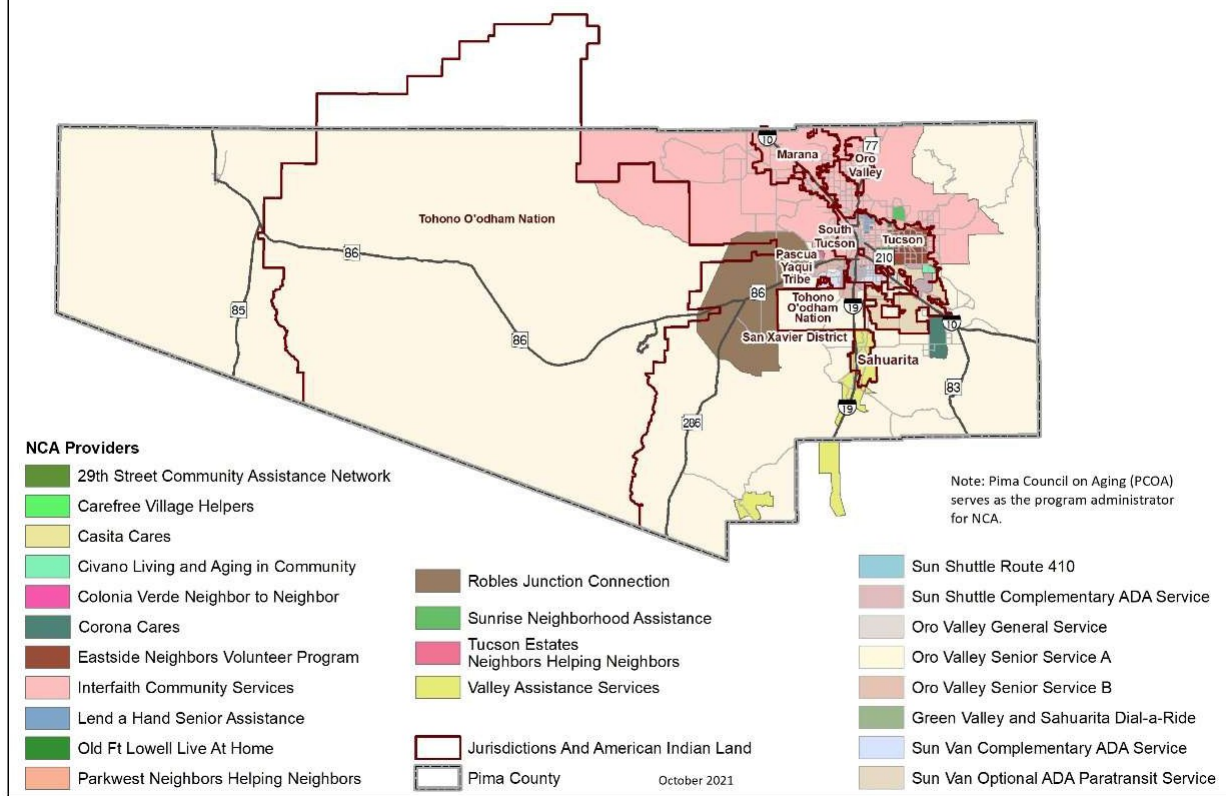 10
77
Marana
Oro
Valley
Tohono O'odham Nation
South
Tucson
Tucson
86
Pascua
Yaqui
Tribe
210
85
86
86
Tohono
O'odham
Nation
19
10
San Xavier District
Sahuarita
83
19
286
NCA Providers
29th Street Community Assistance Network
Carefree Village Helpers
Casita Cares
Civano Living and Aging in Community
Colonia Verde Neighbor to Neighbor
Corona Cares
Eastside Neighbors Volunteer Program
Interfaith Community Services
Lend a Hand Senior Assistance
Old Ft Lowell Live At Home
Parkwest Neighbors Helping Neighbors
Robles Junction Connection
Sunrise Neighborhood Assistance
Tucson Estates
Neighbors Helping Neighbors
Valley Assistance Services
Jurisdictions And American Indian Land
Pima County
October 2021
Note: Pima Council on Aging (PCOA)
serves as the program administrator
for NCA.
Sun Shuttle Route 410
Sun Shuttle Complementary ADA Service
Oro Valley General Service
Oro Valley Senior Service A
Oro Valley Senior Service B
Green Valley and Sahuarita Dial-a-Ride
Sun Van Complementary ADA Service
Sun Van Optional ADA Paratransit Service